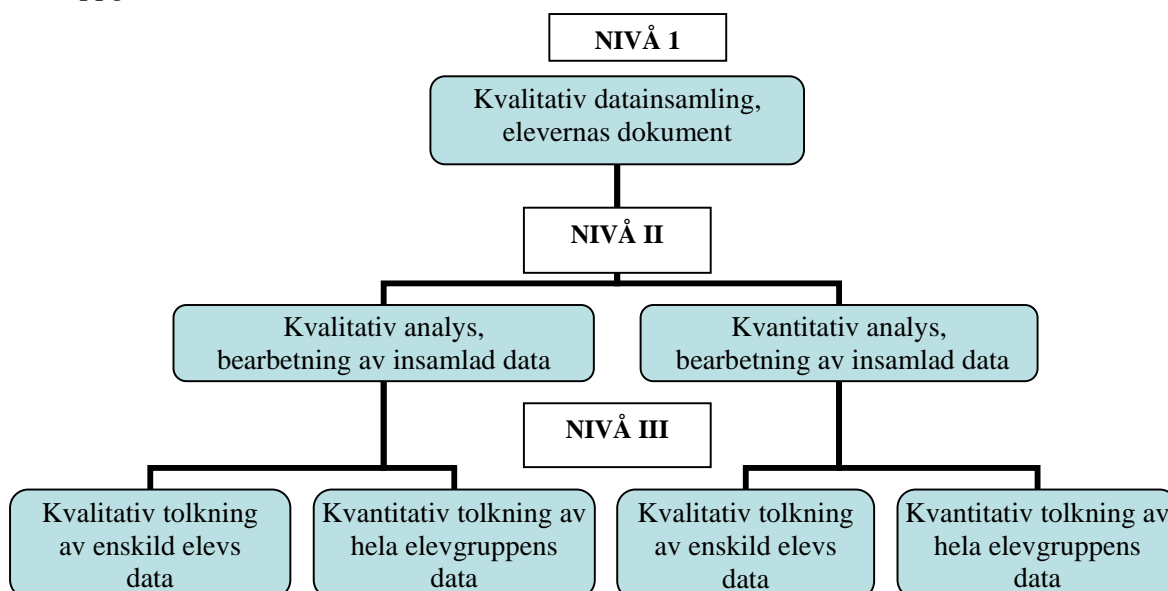 NIVÅ 1
Kvalitativ datainsamling,
elevernas dokument
NIVÅ II
Kvalitativ analys,
bearbetning av insamlad data
Kvantitativ analys,
bearbetning av insamlad data
NIVÅ III
Kvalitativ tolkning
av enskild elevs
data
Kvantitativ tolkning av
hela elevgruppens
data
Kvalitativ tolkning
av enskild elevs
data
Kvantitativ tolkning av
hela elevgruppens
data